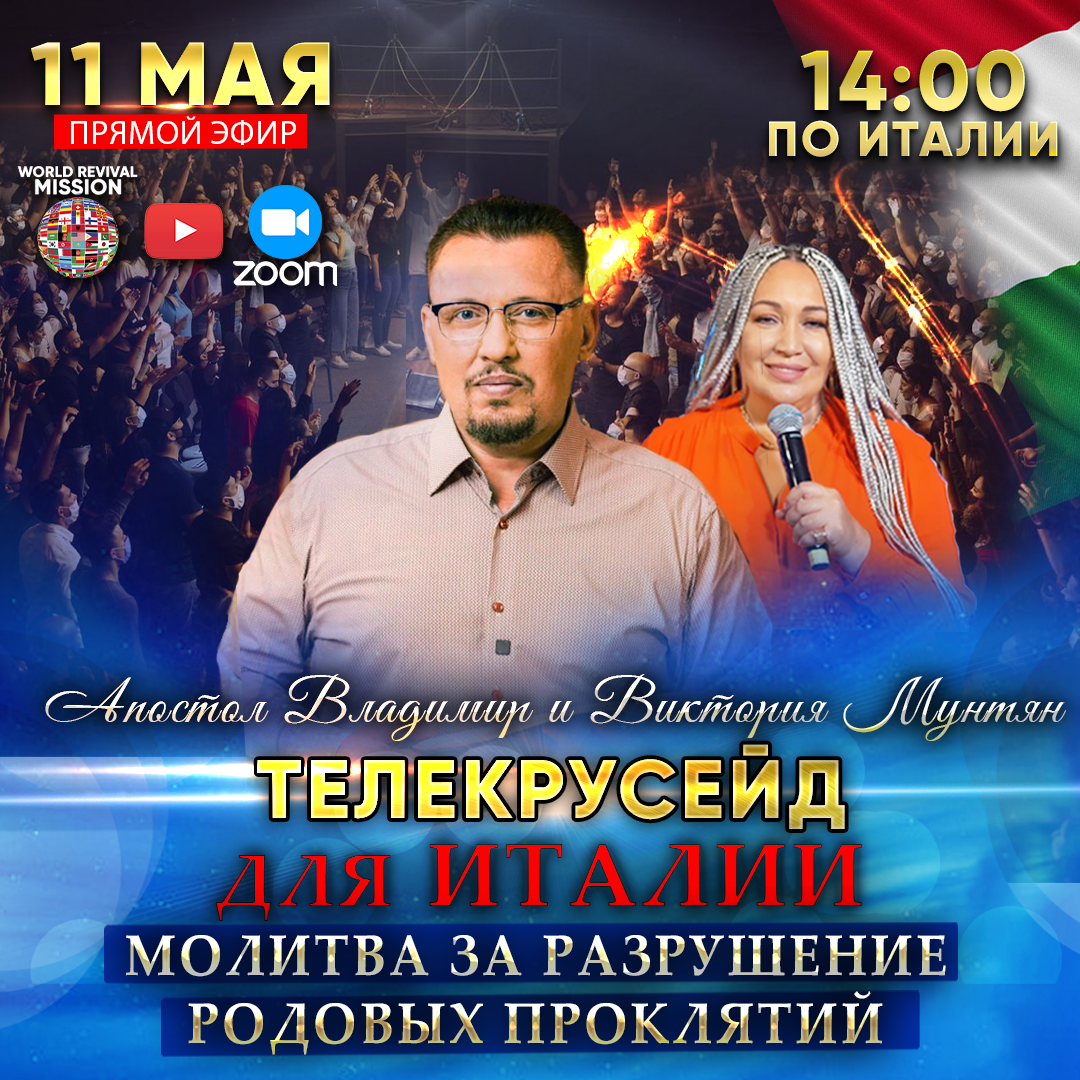 11 МАЯ
ПРЯМОЙ ЭФИР
14:00
ПО ИТАЛИИ
WORLD REVIVAL
MISSION
zoom
Апостол Владимир и Виктория Мунтян
ТЕЛЕКРУСЕЙД
для ИТАЛИИ
МОЛИТВА ЗА РАЗРУШЕНИЕ
РОДОВЫХ ПРОКЛЯТИЙ